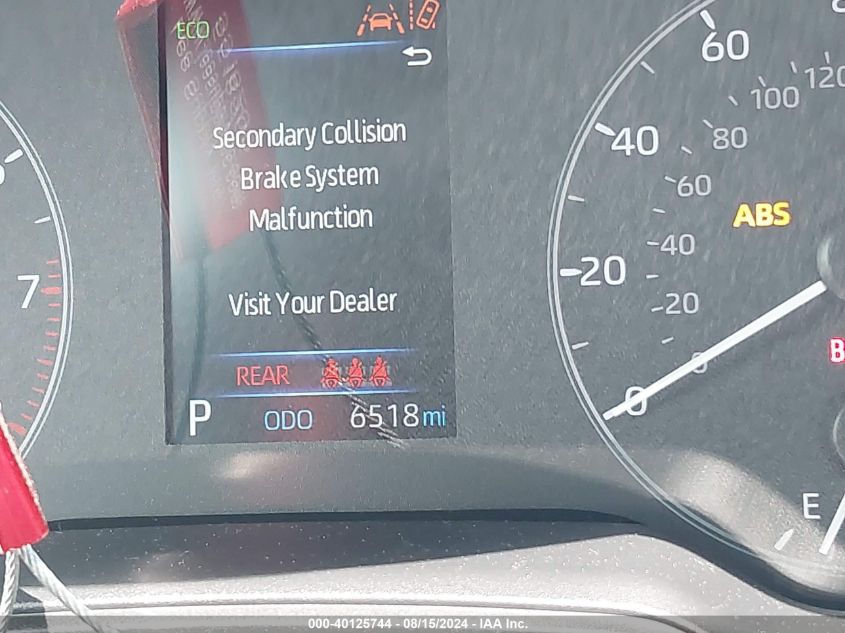 ECO
Secondary Collision
Brake System
Malfunction
Visit Your Dealer
REAR
P ODO 6518 mi
7
60
40
20
0
120
100
80
60
40
20
0
ABS
E
000-40125744 - 08/15/2024 - IAA Inc.